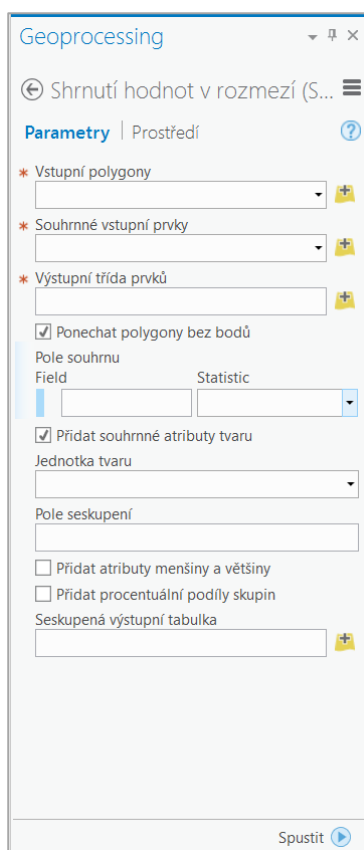 Geoprocessing
Shrnutí hodnot v rozmezí (S...
Parametry | Prostředí
* Vstupní polygony
* Souhrnné vstupní prvky
* Výstupní třída prvků
Ponechat polygony bez bodů
Pole souhrnu
Field Statistic
Přidat souhrnné atributy tvaru
Jednotka tvaru
Pole seskupení
Přidat atributy menšiny a většiny
Přidat procentuální podíly skupin
Seskupená výstupní tabulka
Spustit